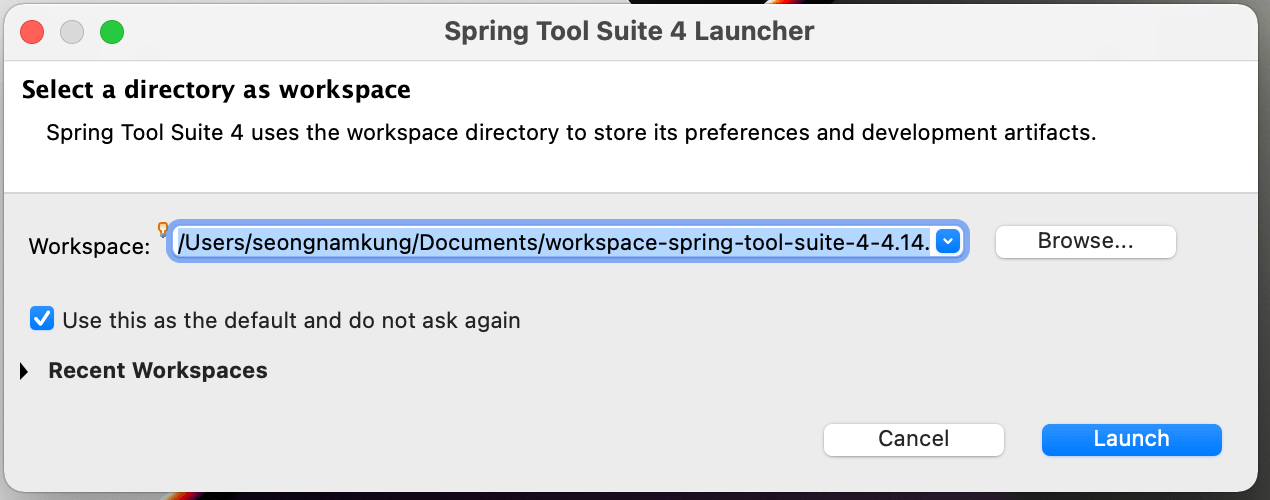 Spring Tool Suite 4 Launcher
Select a directory as workspace
Spring Tool Suite 4 uses the workspace directory to store its preferences and development artifacts.
Workspace: /Users/seongnamkung/Documents/workspace-spring-tool-suite-4-4.14. Browse...
Use this as the default and do not ask again
Recent Workspaces
Cancel Launch